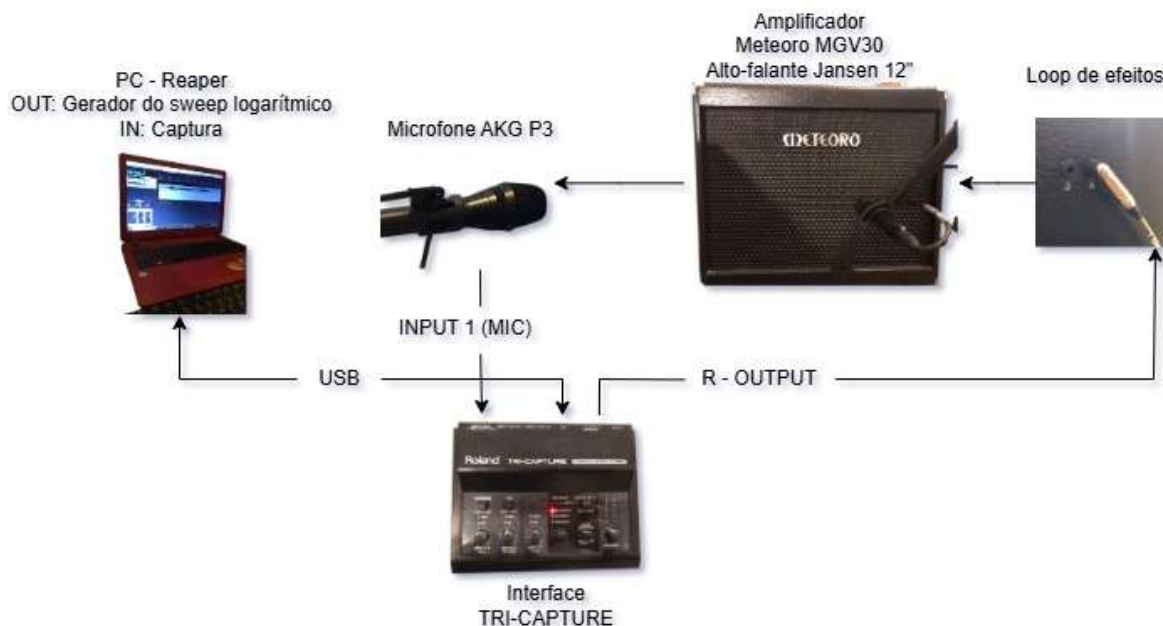 Amplificador
Meteoro MGV30
Alto-falante Jansen 12"
Loop de efeitos
PC - Reaper
OUT: Gerador do sweep logarítmico
IN: Captura
Microfone AKG P3
METEORO
INPUT 1 (MIC)
USB
R - OUTPUT
Roland
TRI-CAPTURE
Interface
TRI-CAPTURE